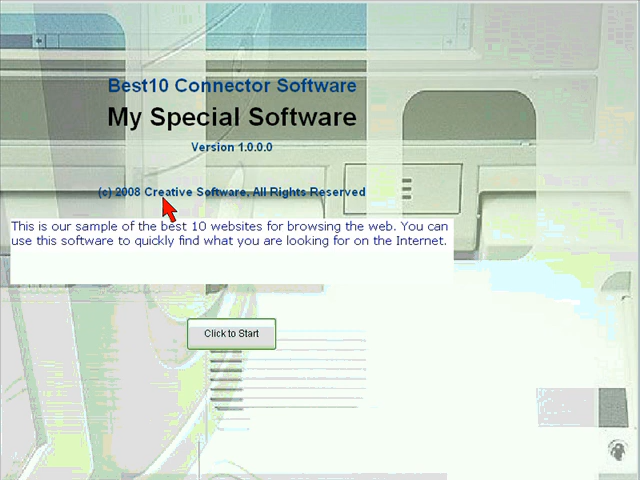 Best10 Connector Software
My Special Software
Version 1.0.0.0
(c) 2008 Creative Software, All Rights Reserved
This is our sample of the best 10 websites for browsing the web. You can
use this software to quickly find what you are looking for on the Internet.
Click to Start